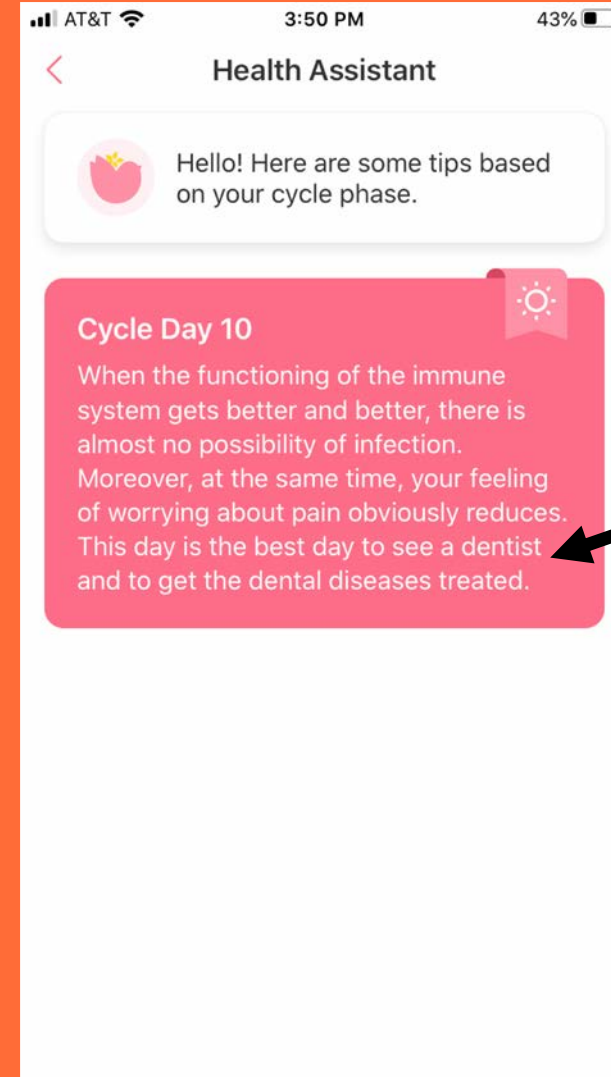 AT&T 3:50 PM 43%
Health Assistant
Hello! Here are some tips based
on your cycle phase.
Cycle Day 10
When the functioning of the immune
system gets better and better, there is
almost no possibility of infection.
Moreover, at the same time, your feeling
of worrying about pain obviously reduces.
This day is the best day to see a dentist
and to get the dental diseases treated.